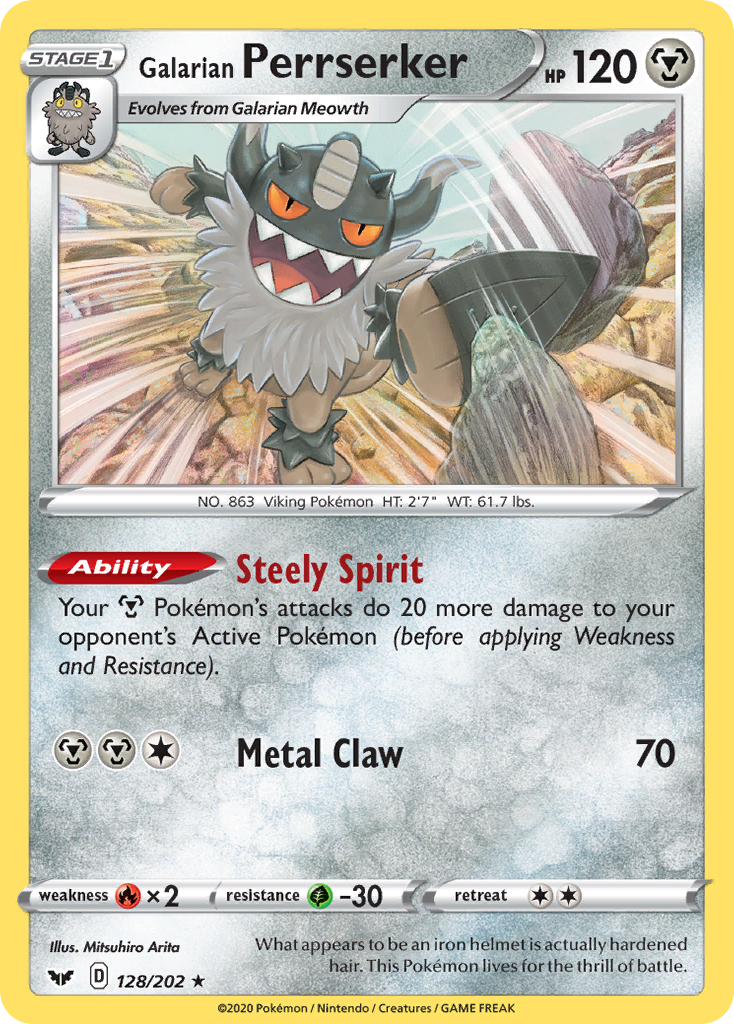 STAGE 1
Galarian Perrserker
HP 120
Evolves from Galarian Meowth
NO. 863 Viking Pokémon HT: 2'7" WT: 61.7 lbs.
Ability
Steely Spirit
Your Pokémon's attacks do 20 more damage to your
opponent's Active Pokémon (before applying Weakness
and Resistance).
Metal Claw 70
weakness ×2 resistance -30 retreat
Illus. Mitsuhiro Arita
What appears to be an iron helmet is actually hardened
hair. This Pokémon lives for the thrill of battle.
D 128/202 ★
©2020 Pokémon / Nintendo / Creatures / GAME FREAK